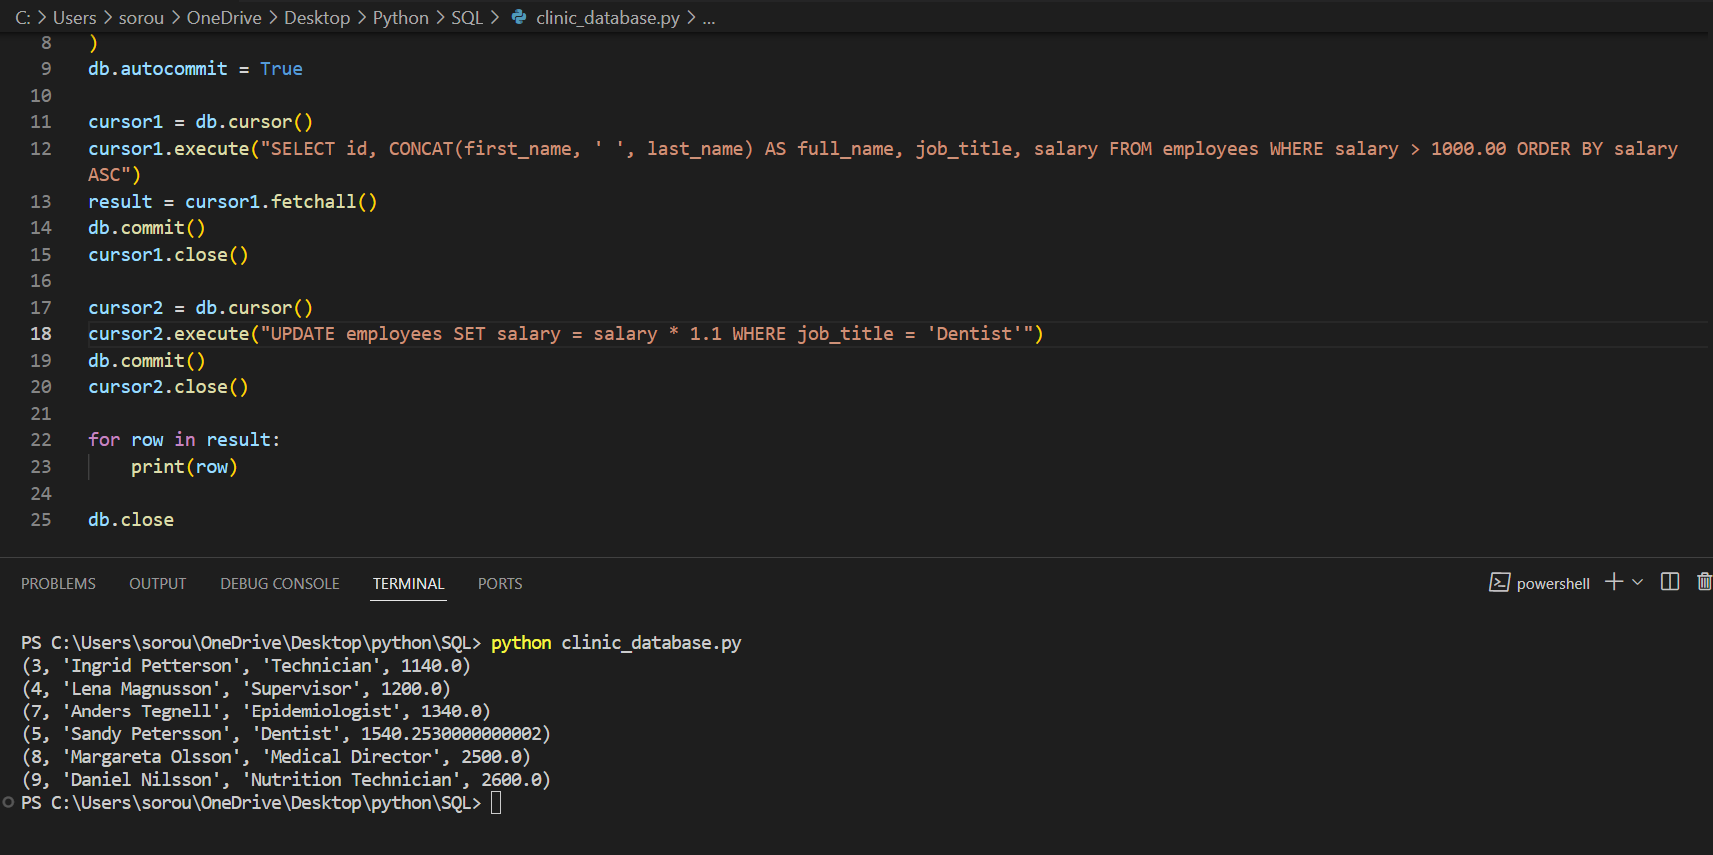 C: > Users > sorou > OneDrive > Desktop > Python > SQL > clinic_database.py > ...
8 )
9 db.autocommit = True
10
11 cursor1 = db.cursor()
12 cursor1.execute("SELECT id, CONCAT(first_name, ' ', last_name) AS full_name, job_title, salary FROM employees WHERE salary > 1000.00 ORDER BY salary
ASC")
13 result = cursor1.fetchall()
14 db.commit()
15 cursor1.close()
16
17 cursor2 = db.cursor()
18 cursor2.execute("UPDATE employees SET salary = salary * 1.1 WHERE job_title = 'Dentist'")
19 db.commit()
20 cursor2.close()
21
22 for row in result:
23     print(row)
24
25 db.close
PROBLEMS OUTPUT DEBUG CONSOLE TERMINAL PORTS powershell
PS C:\Users\sorou\OneDrive\Desktop\python\SQL> python clinic_database.py
(3, 'Ingrid Petterson', 'Technician', 1140.0)
(4, 'Lena Magnusson', 'Supervisor', 1200.0)
(7, 'Anders Tegnell', 'Epidemiologist', 1340.0)
(5, 'Sandy Petersson', 'Dentist', 1540.2530000000002)
(8, 'Margareta Olsson', 'Medical Director', 2500.0)
(9, 'Daniel Nilsson', 'Nutrition Technician', 2600.0)
PS C:\Users\sorou\OneDrive\Desktop\python\SQL>